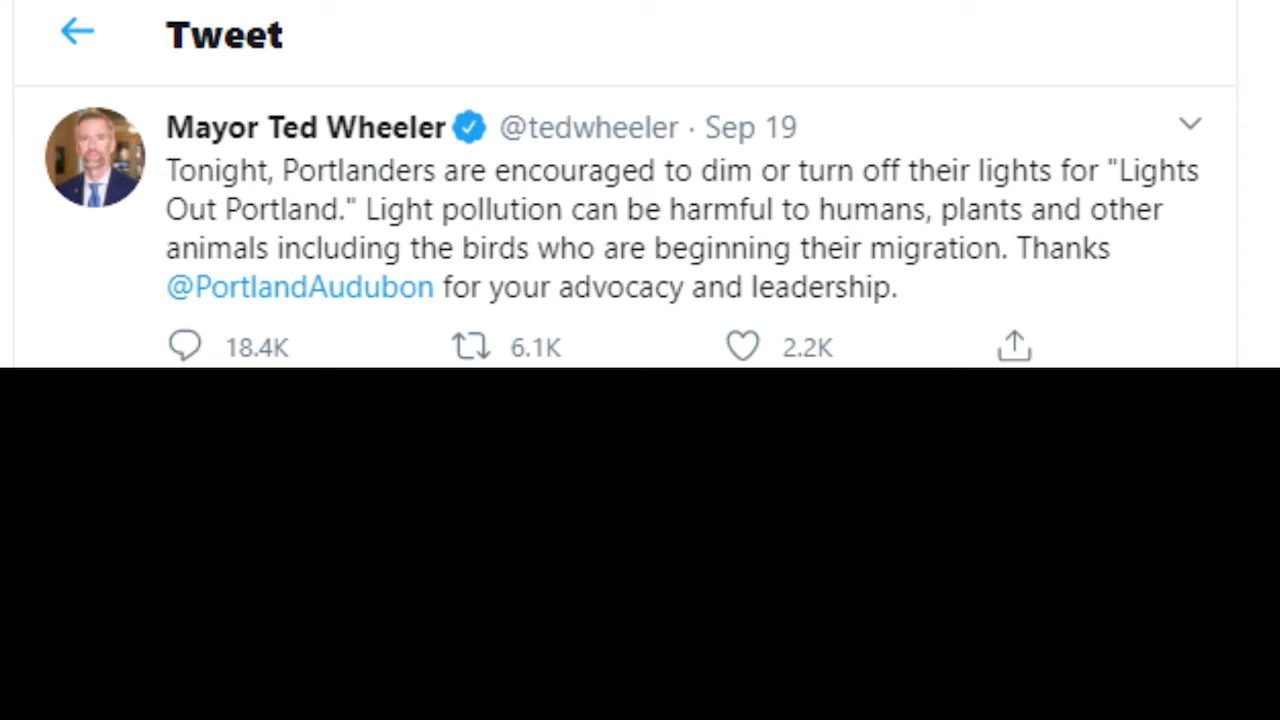 Tweet
Mayor Ted Wheeler @tedwheeler · Sep 19
Tonight, Portlanders are encouraged to dim or turn off their lights for "Lights
Out Portland." Light pollution can be harmful to humans, plants and other
animals including the birds who are beginning their migration. Thanks
@PortlandAudubon for your advocacy and leadership.
18.4K 6.1K 2.2K